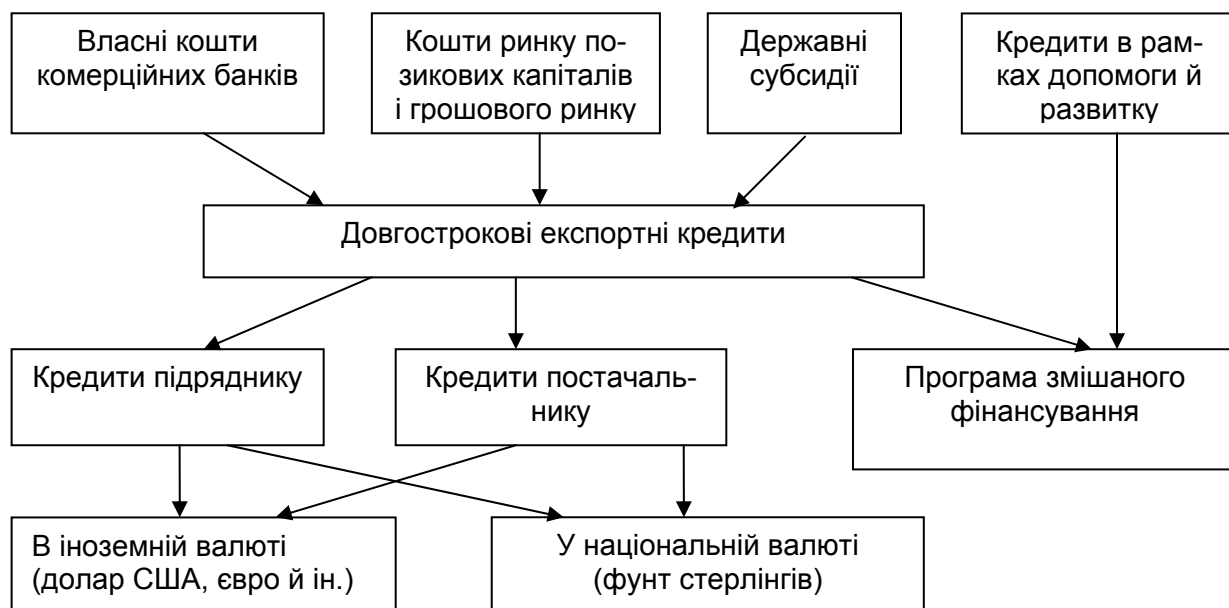 Власні кошти
комерційних банків
Кошти ринку по-
зикових капіталів
і грошового ринку
Державні
субсидії
Кредити в рам-
ках допомоги й
развитку
Довгострокові експортні кредити
Кредити підряднику
Кредити постачаль-
нику
Програма змішаного
фінансування
В іноземній валюті
(долар США, євро й ін.)
У національній валюті
(фунт стерлінгів)